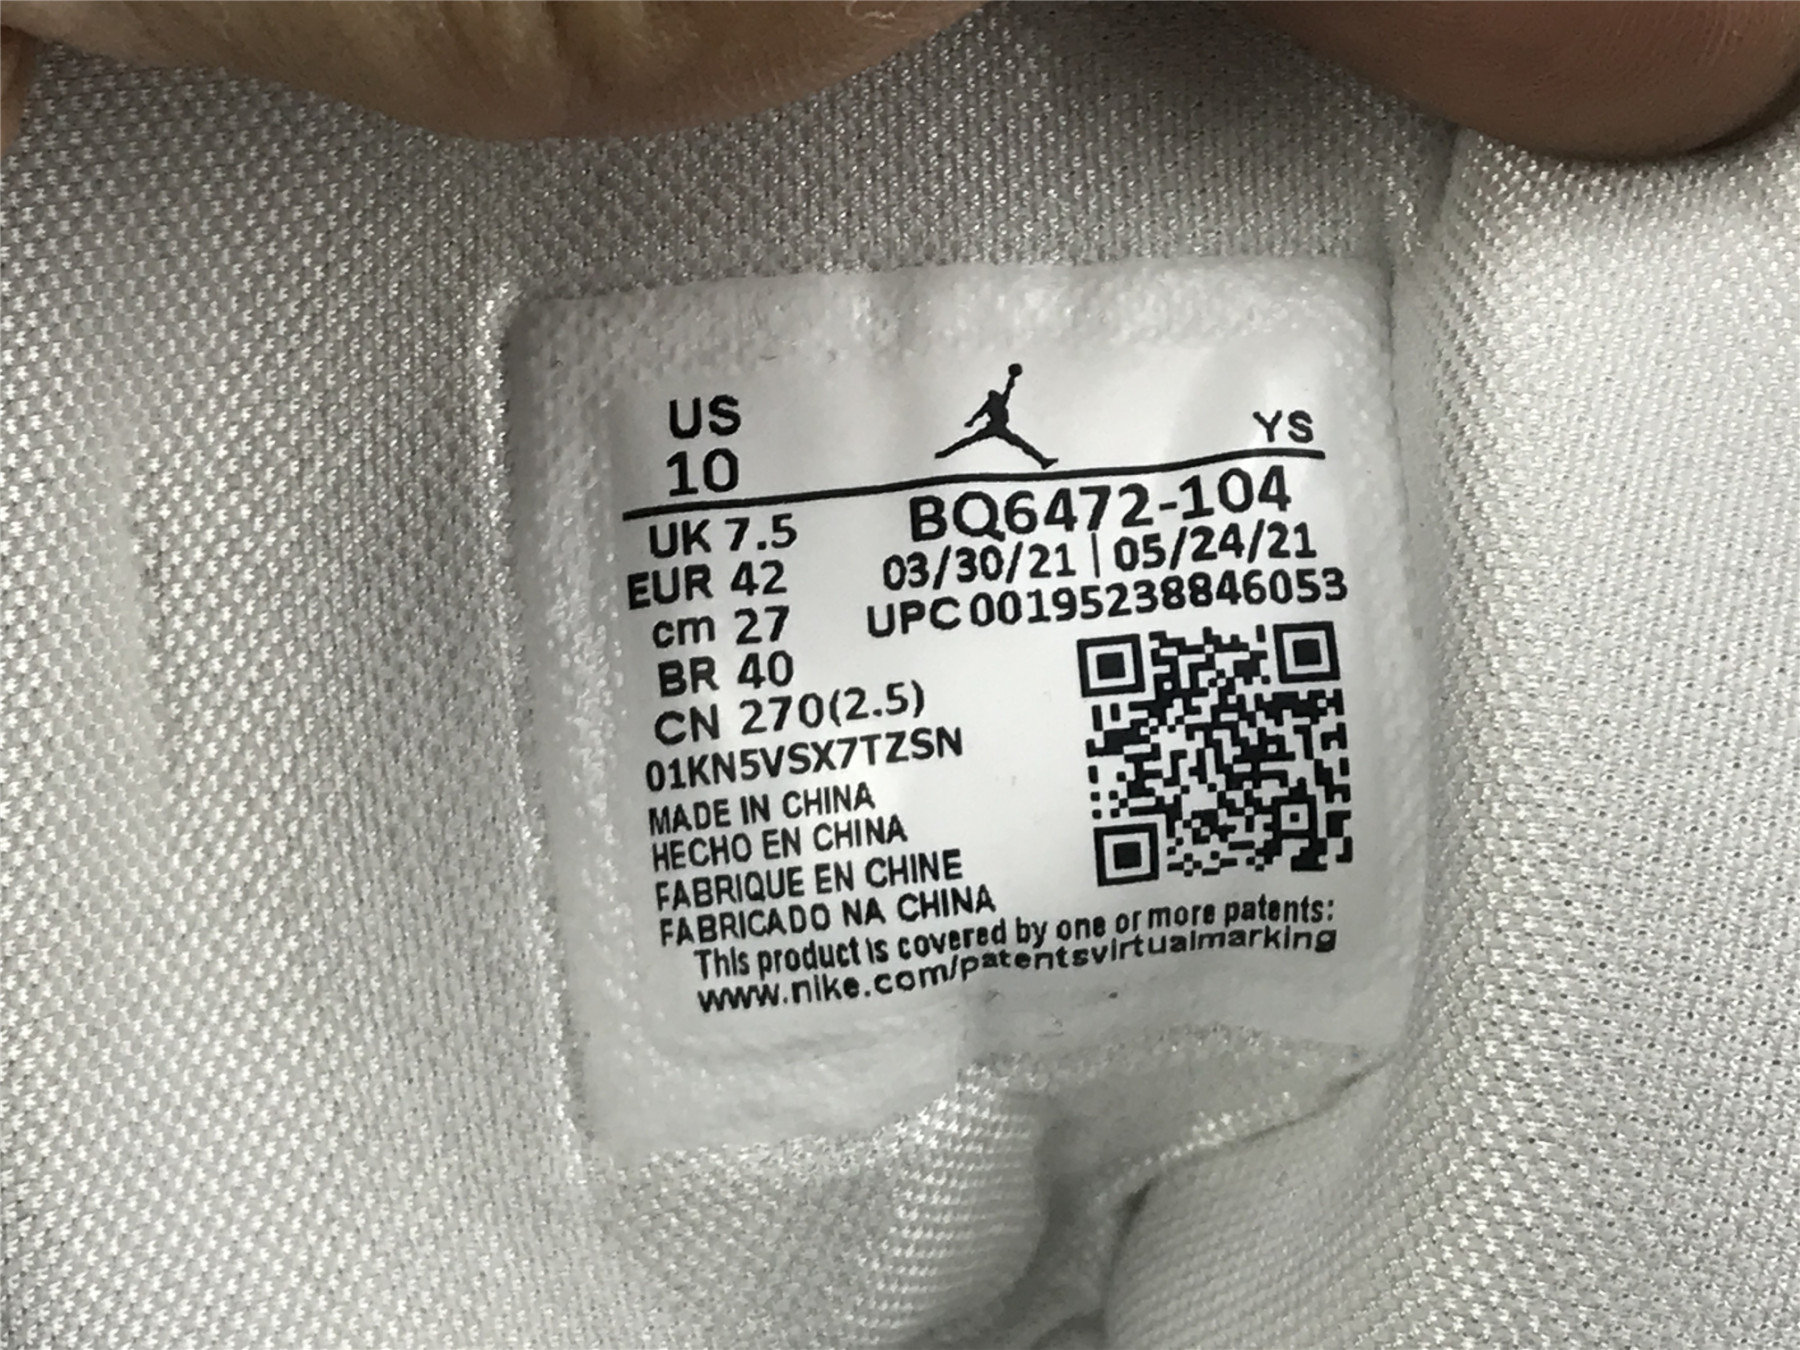 US
10
YS
UK 7.5
EUR 42
cm 27
BR 40
CN 270(2.5)
01KN5VSX7TZSN
BQ6472-104
03/30/21 | 05/24/21
UPC 00195238846053
MADE IN CHINA
HECHO EN CHINA
FABRIQUE EN CHINE
FABRICADO NA CHINA
This product is covered by one or more patents:
www.nike.com/patentsvirtualmarking